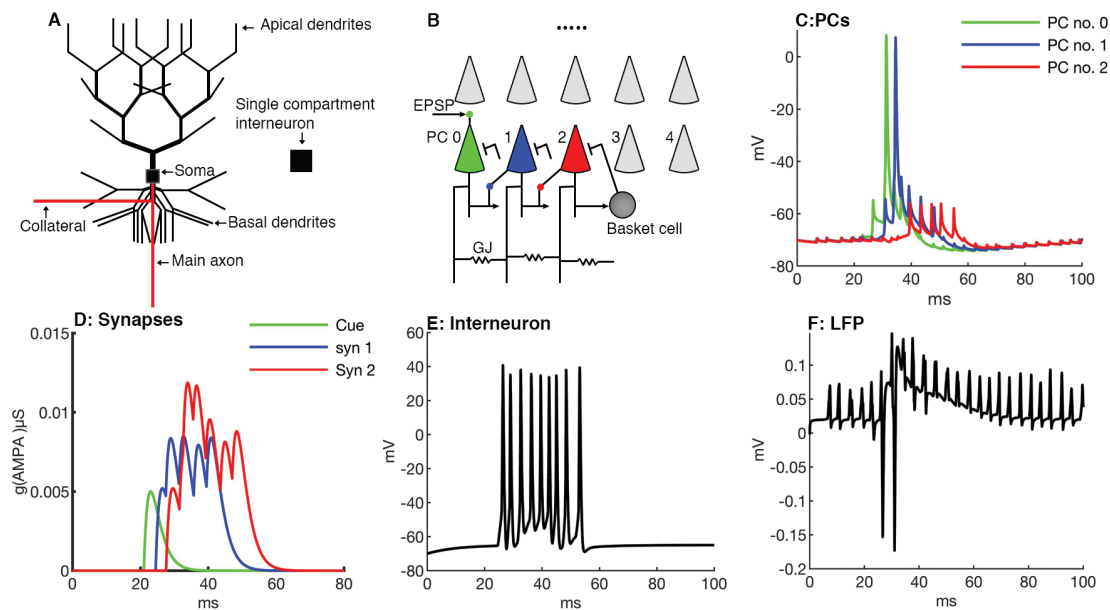 A
Apical dendrites
Single compartment
interneuron
Soma
Collateral
Basal dendrites
Main axon
B
.....
EPSP
PC 0
1
2
3
4
Basket cell
GJ
C:PCs
PC no. 0
PC no. 1
PC no. 2
0
-20
-40
-60
-80
mV
0
20
40
60
80
100
ms
D: Synapses
Cue
syn 1
Syn 2
0.015
0.01
0.005
0
g(AMPA )µS
0
20
40
60
80
ms
E: Interneuron
60
40
20
0
-20
-40
-60
-80
mV
0
20
40
60
80
100
ms
F: LFP
0.1
0.05
0
0.05
-0.1
-0.15
-0.2
mV
0
20
40
60
80
100
ms